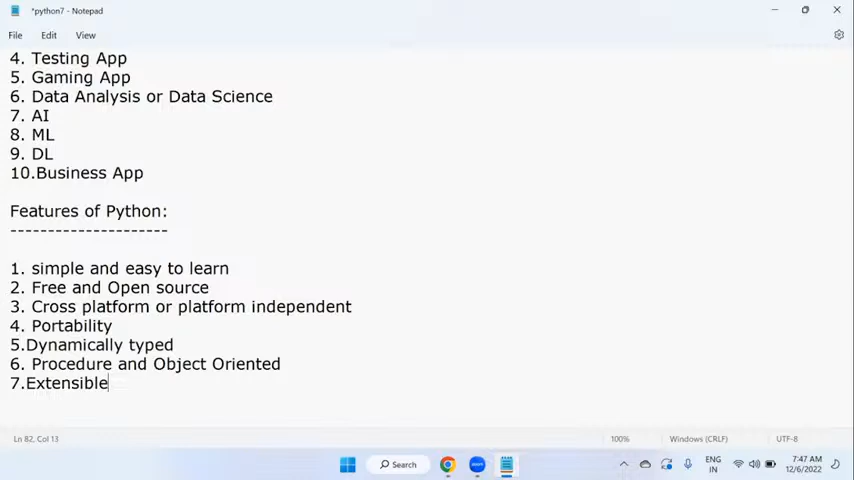 *python7 - Notepad
File Edit View
4. Testing App
5. Gaming App
6. Data Analysis or Data Science
7. AI
8. ML
9. DL
10.Business App
Features of Python:
---------------------
1. simple and easy to learn
2. Free and Open source
3. Cross platform or platform independent
4. Portability
5.Dynamically typed
6. Procedure and Object Oriented
7.Extensible
Ln 82, Col 13 100% Windows (CRLF) UTF-8
Search zoom ENG 7:47 AM
IN 12/6/2022